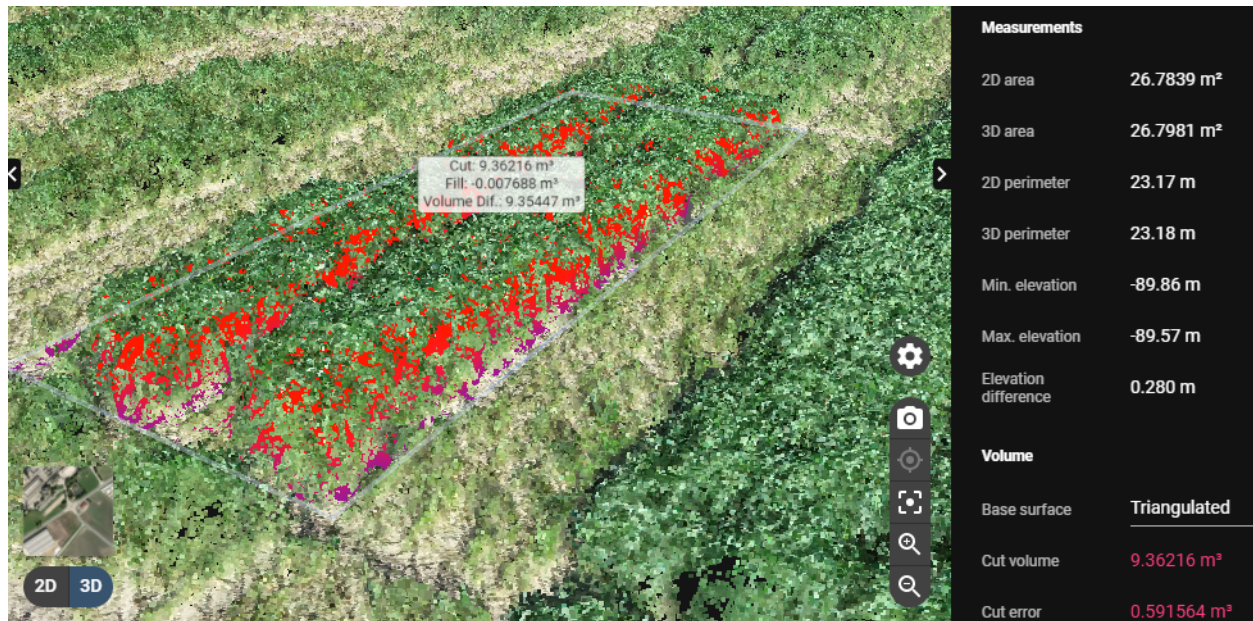 Cut: 9.36216 m³
Fill: -0.007688 m³
Volume Dif.: 9.35447 m³
2D 3D
Measurements
2D area 26.7839 m²
3D area 26.7981 m²
2D perimeter 23.17 m
3D perimeter 23.18 m
Min. elevation -89.86 m
Max. elevation -89.57 m
Elevation
difference 0.280 m
Volume
Base surface Triangulated
Cut volume 9.36216 m³
Cut error 0.591564 m³